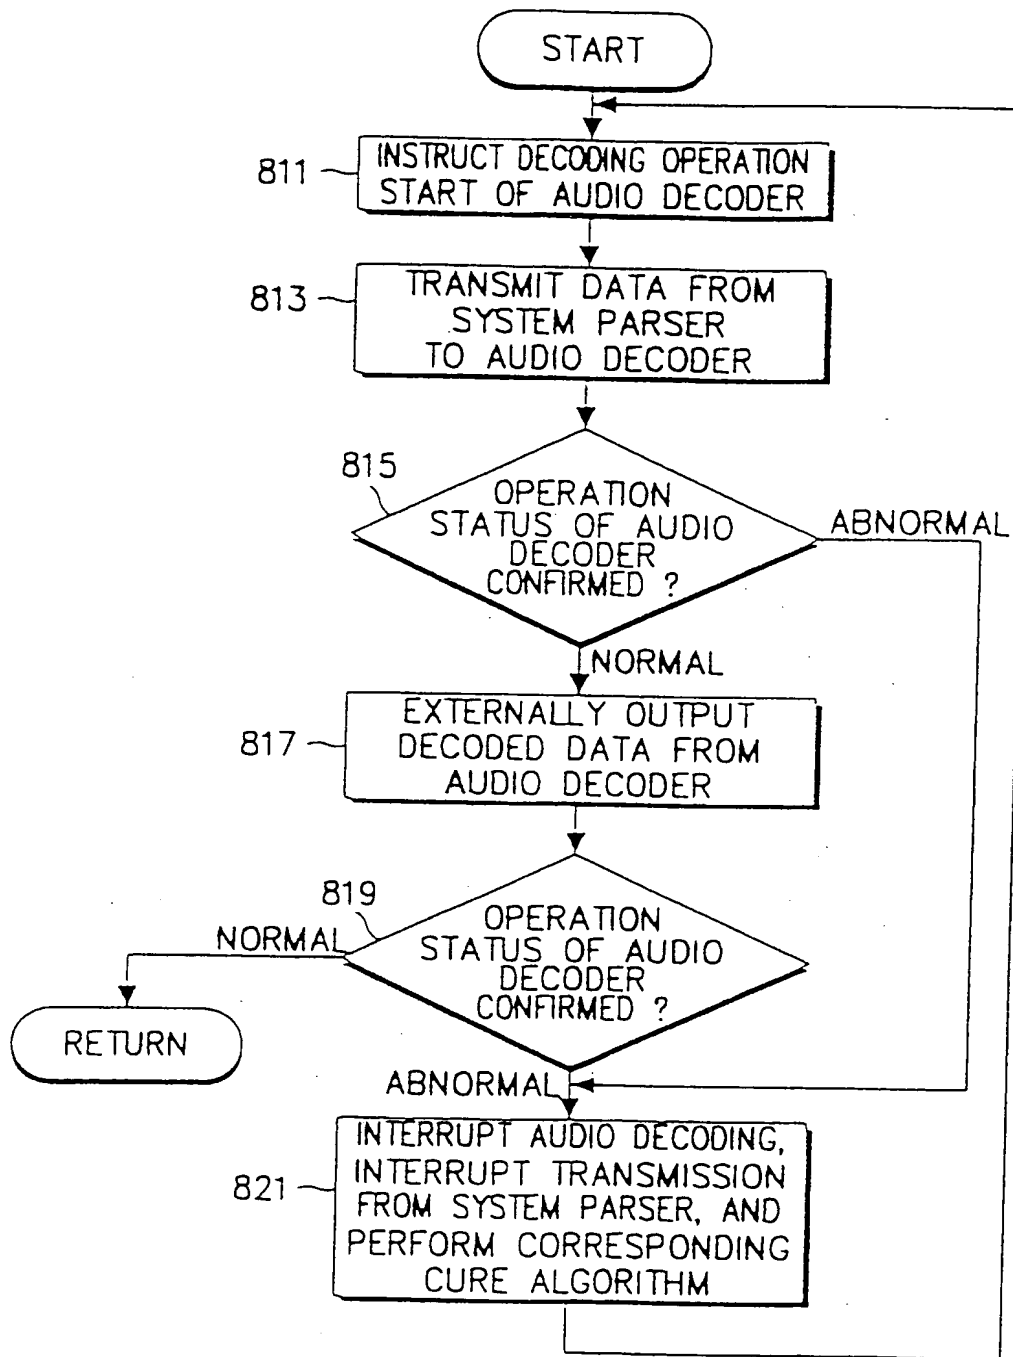 START
811
INSTRUCT DECODING OPERATION
START OF AUDIO DECODER
813
TRANSMIT DATA FROM
SYSTEM PARSER
TO AUDIO DECODER
815
OPERATION
STATUS OF AUDIO
DECODER
CONFIRMED ?
ABNORMAL
NORMAL
817
EXTERNALLY OUTPUT
DECODED DATA FROM
AUDIO DECODER
819
OPERATION
STATUS OF AUDIO
DECODER
CONFIRMED ?
NORMAL
RETURN
ABNORMAL
821
INTERRUPT AUDIO DECODING,
INTERRUPT TRANSMISSION
FROM SYSTEM PARSER, AND
PERFORM CORRESPONDING
CURE ALGORITHM